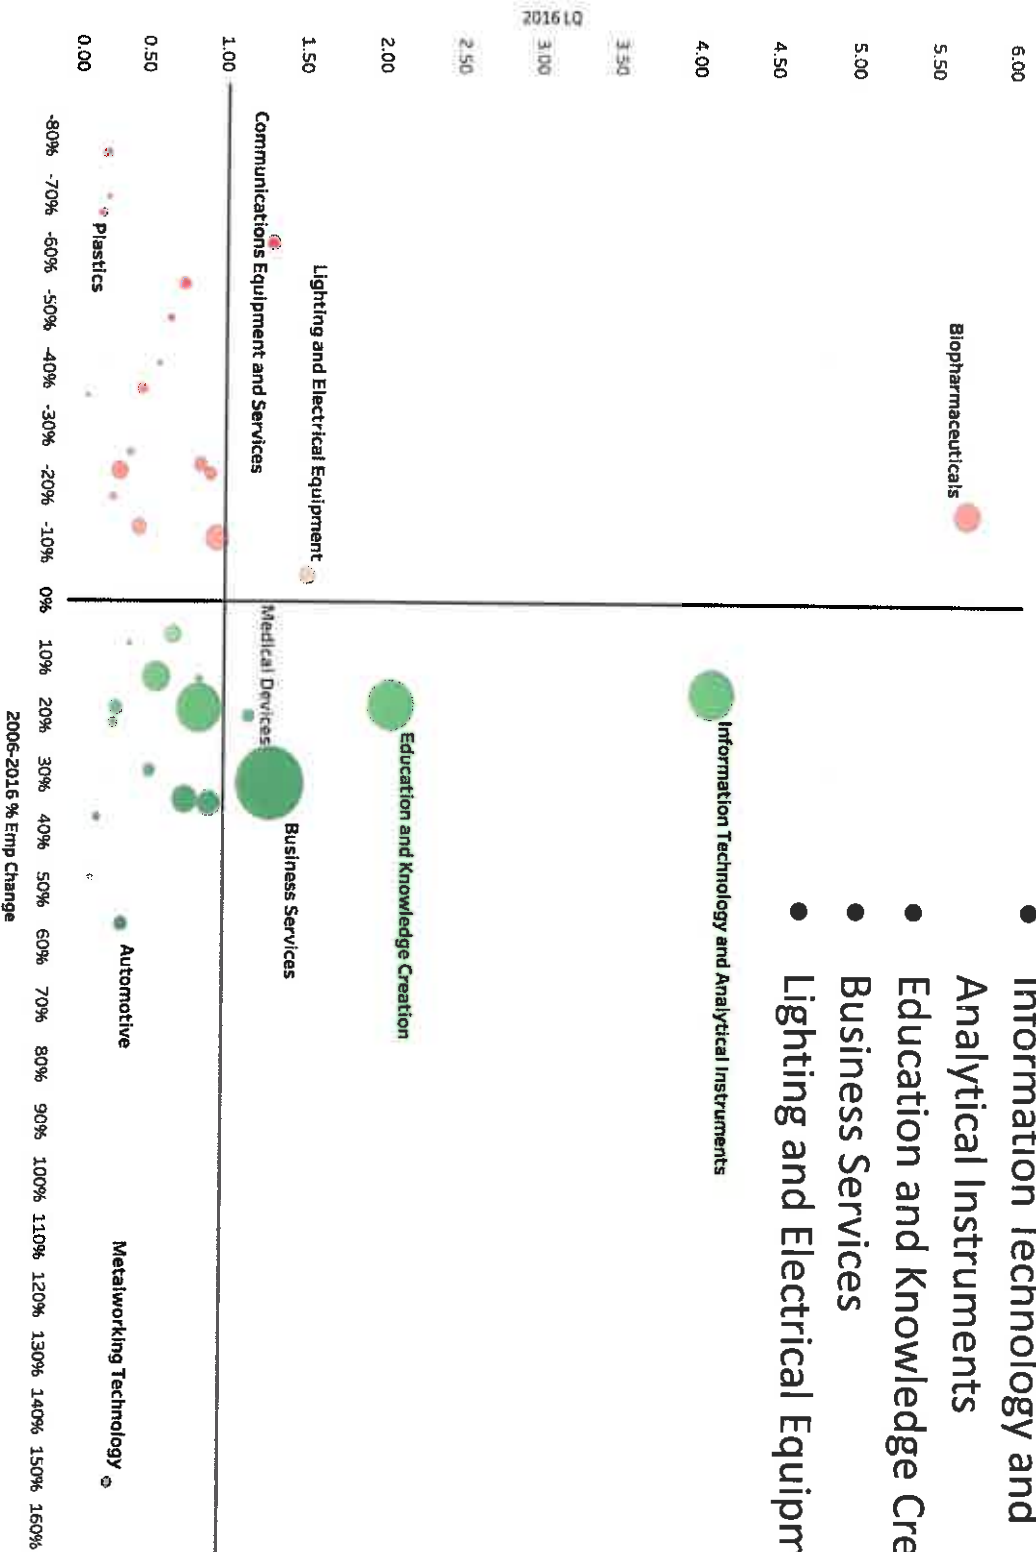 Information Technology and
Analytical Instruments
Education and Knowledge Cre
Business Services
Lighting and Electrical Equipm
2016 LQ
6.00
5.50
5.00
4.50
4.00
3.50
3.00
2.50
2.00
1.50
1.00
0.50
0.00
Biopharmaceuticals
Information Technology and Analytical Instruments
Education and Knowledge Creation
Lighting and Electrical Equipment
Business Services
Medical Devices
Communications Equipment and Services
Automotive
Metalworking Technology
Plastics
-80% -70% -60% -50% -40% -30% -20% -10% 0% 10% 20% 30% 40% 50% 60% 70% 80% 90% 100% 110% 120% 130% 140% 150% 160%
2006-2016 % Emp Change